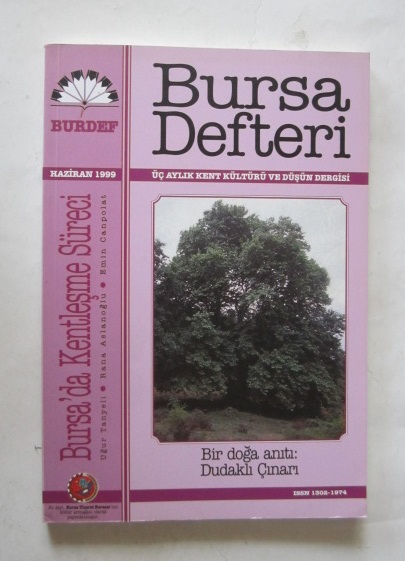 BURDEF
Bursa
Defteri
HAZİRAN 1999
ÜÇ AYLIK KENT KÜLTÜRÜ VE DÜŞÜN DERGİSİ
Bursa'da Kentleşme Süreci
Uğur Tanyeli ● Rana Aslanoğlu ● Emin Canpolat
Bir doğa anıtı:
Dudaklı Çınarı
ISSN 1302-1974